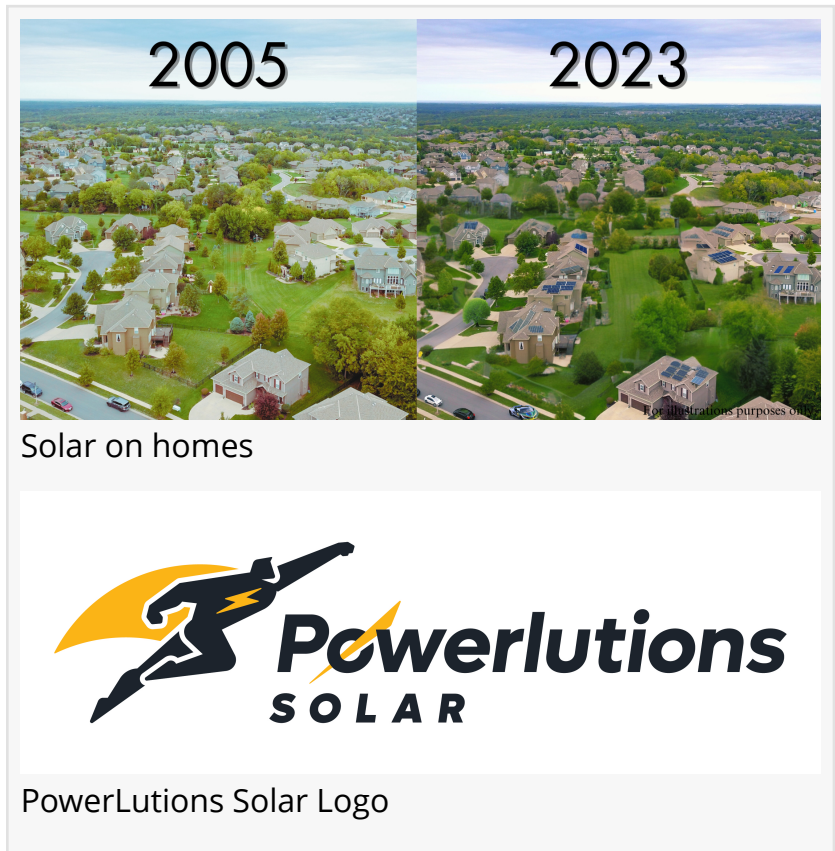 2005
2023
For illustrations purposes only.
Solar on homes
Powerlutions
SOLAR
PowerLutions Solar Logo